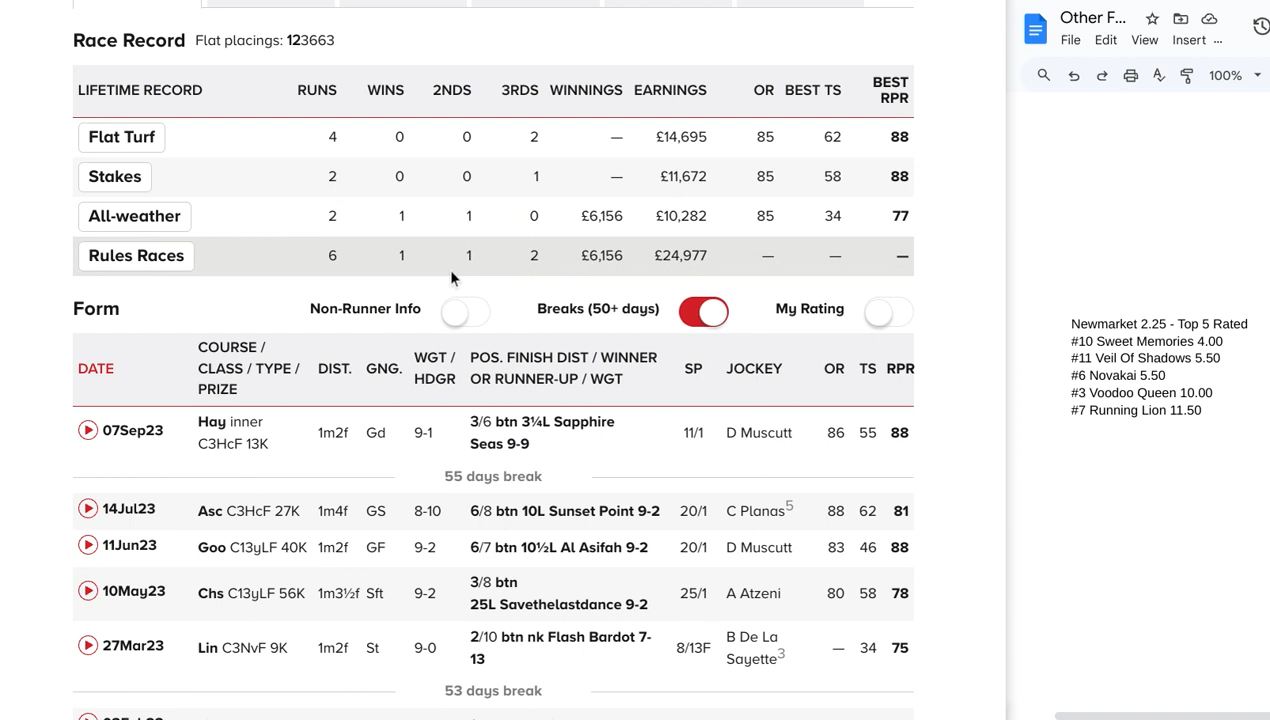 Race Record Flat placings: 123663
LIFETIME RECORD RUNS WINS 2NDS 3RDS WINNINGS EARNINGS OR BEST TS BEST RPR
Flat Turf 4 0 0 2 — £14,695 85 62 88
Stakes 2 0 0 1 — £11,672 85 58 88
All-weather 2 1 1 0 £6,156 £10,282 85 34 77
Rules Races 6 1 1 2 £6,156 £24,977 — — —
Form Non-Runner Info Breaks (50+ days) My Rating
DATE COURSE / CLASS / TYPE / PRIZE DIST. GNG. WGT / HDGR POS. FINISH DIST / WINNER OR RUNNER-UP / WGT SP JOCKEY OR TS RPR
07Sep23 Hay inner C3HcF 13K 1m2f Gd 9-1 3/6 btn 3¼L Sapphire Seas 9-9 11/1 D Muscutt 86 55 88
55 days break
14Jul23 Asc C3HcF 27K 1m4f GS 8-10 6/8 btn 10L Sunset Point 9-2 20/1 C Planas5 88 62 81
11Jun23 Goo C13yLF 40K 1m2f GF 9-2 6/7 btn 10½L Al Asifah 9-2 20/1 D Muscutt 83 46 88
10May23 Chs C13yLF 56K 1m3½f Sft 9-2 3/8 btn 25L Savethelastdance 9-2 25/1 A Atzeni 80 58 78
27Mar23 Lin C3NvF 9K 1m2f St 9-0 2/10 btn nk Flash Bardot 7-13 8/13F B De La Sayette3 — 34 75
53 days break
Other F...
File Edit View Insert ...
100%
Newmarket 2.25 - Top 5 Rated
#10 Sweet Memories 4.00
#11 Veil Of Shadows 5.50
#6 Novakai 5.50
#3 Voodoo Queen 10.00
#7 Running Lion 11.50